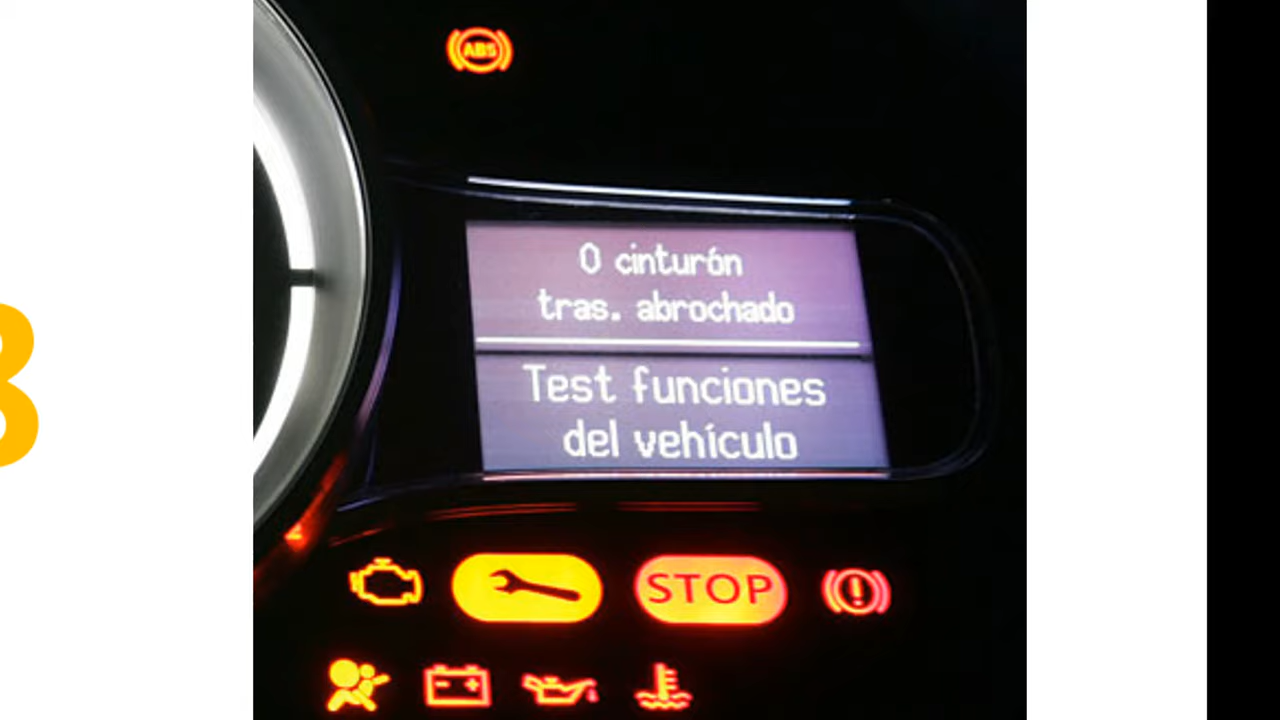 ABS
0 cinturón
tras. abrochado
Test funciones
del vehículo
STOP